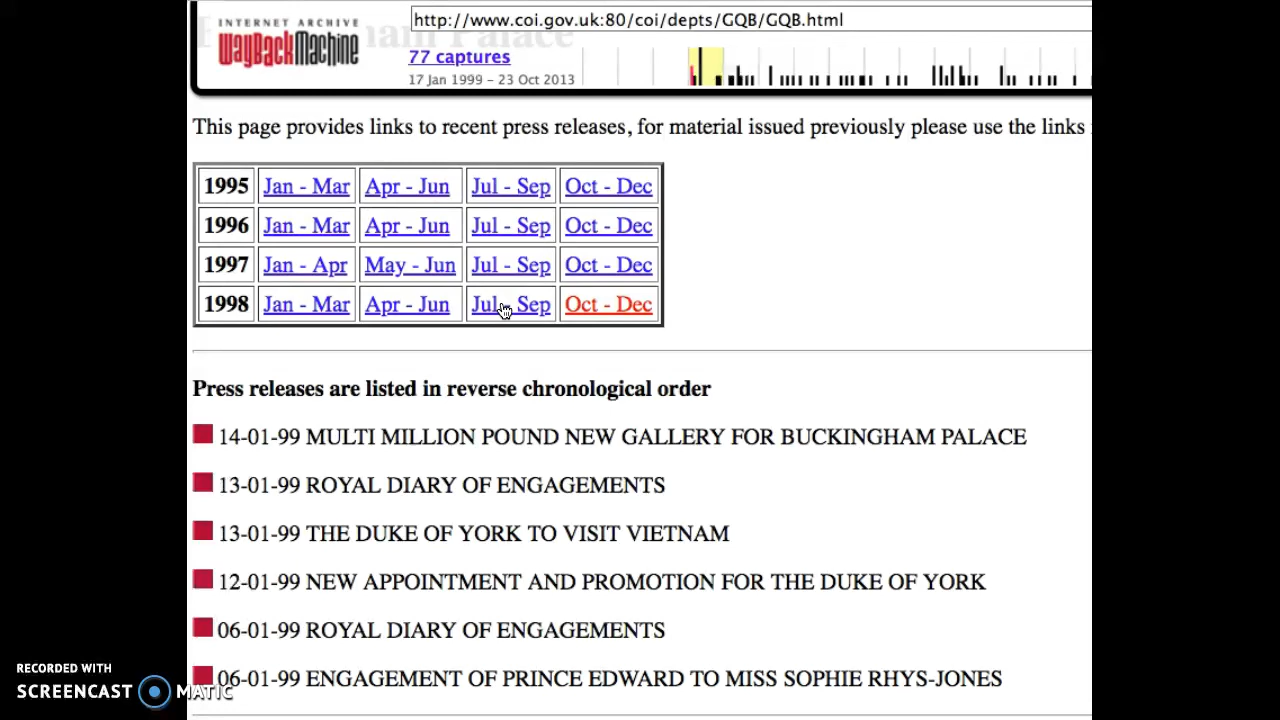 INTERNET ARCHIVE
WayBackMachine
http://www.coi.gov.uk:80/coi/depts/GQB/GQB.html
ham Palace
77 captures
17 Jan 1999 – 23 Oct 2013
This page provides links to recent press releases, for material issued previously please use the links
1995 Jan - Mar Apr - Jun Jul - Sep Oct - Dec
1996 Jan - Mar Apr - Jun Jul - Sep Oct - Dec
1997 Jan - Apr May - Jun Jul - Sep Oct - Dec
1998 Jan - Mar Apr - Jun Jul - Sep Oct - Dec
Press releases are listed in reverse chronological order
14-01-99 MULTI MILLION POUND NEW GALLERY FOR BUCKINGHAM PALACE
13-01-99 ROYAL DIARY OF ENGAGEMENTS
13-01-99 THE DUKE OF YORK TO VISIT VIETNAM
12-01-99 NEW APPOINTMENT AND PROMOTION FOR THE DUKE OF YORK
06-01-99 ROYAL DIARY OF ENGAGEMENTS
06-01-99 ENGAGEMENT OF PRINCE EDWARD TO MISS SOPHIE RHYS-JONES
RECORDED WITH
SCREENCAST MATIC